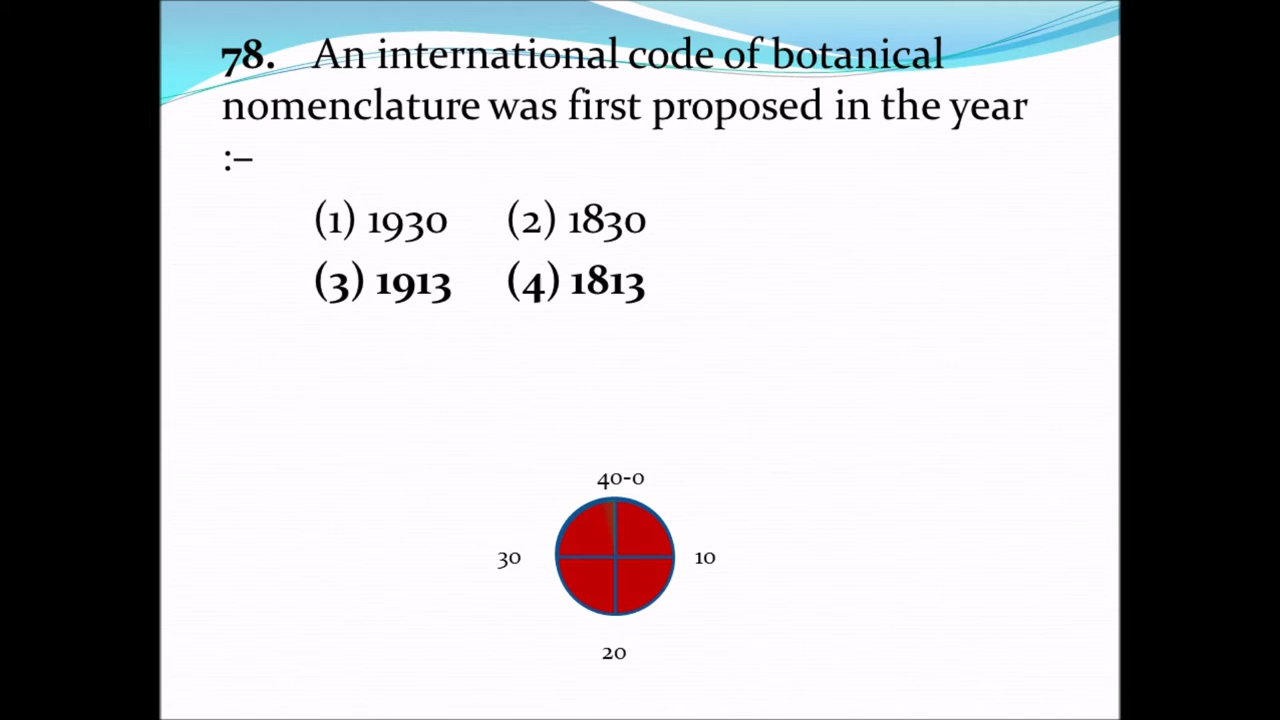 78. An international code of botanical
nomenclature was first proposed in the year
:–
(1) 1930 (2) 1830
(3) 1913 (4) 1813
40-0
30 10
20